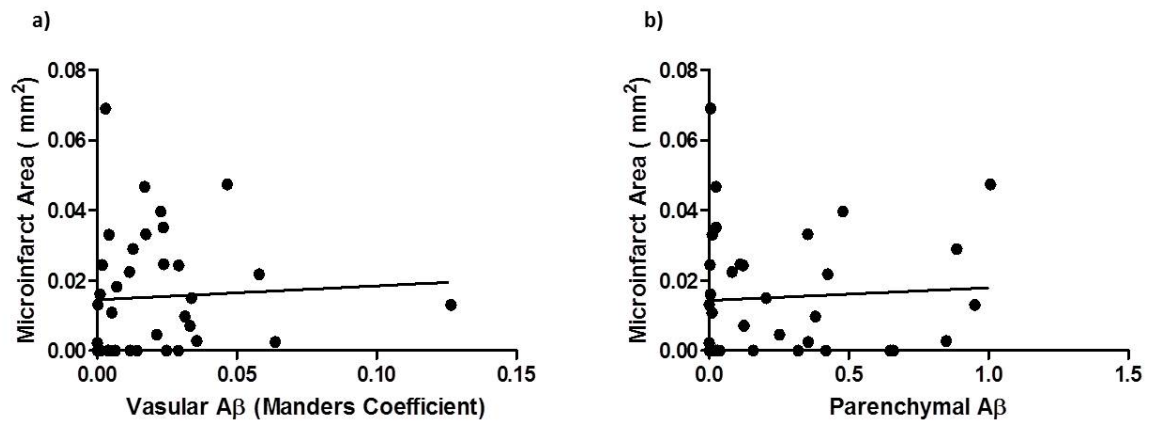 a)
Microinfarct Area ( mm²)
0.08
0.06
0.04
0.02
0.00
0.00 0.05 0.10 0.15
Vasular Aβ (Manders Coefficient)
b)
Microinfarct Area ( mm²)
0.08
0.06
0.04
0.02
0.00
0.0 0.5 1.0 1.5
Parenchymal Aβ